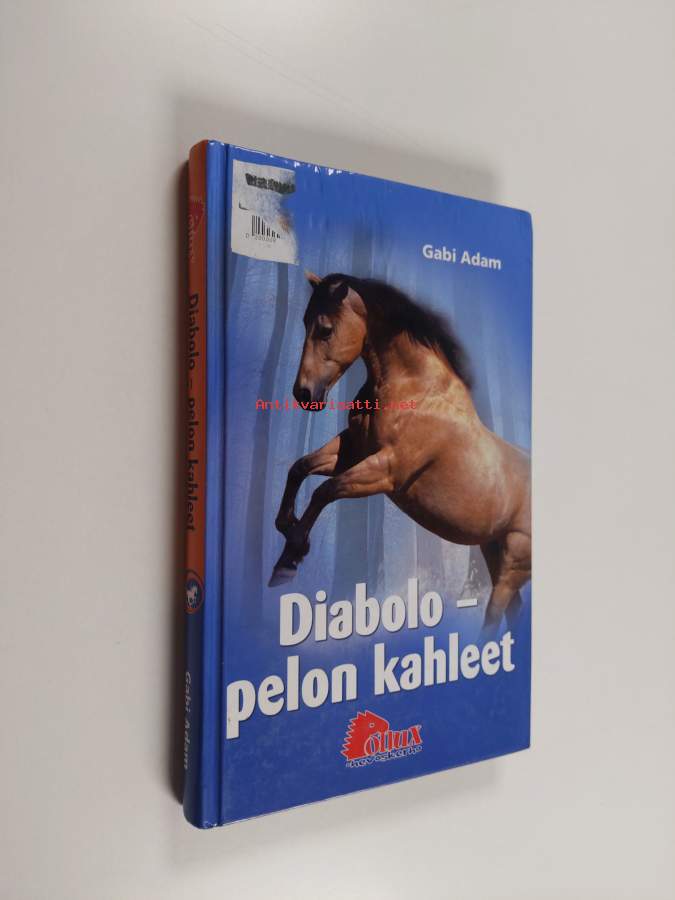 Gabi Adam
Antikvariaatti.net
Diabolo –
pelon kahleet
Pollux
-hevoskerho
Diabolo – pelon kahleet
Gabi Adam